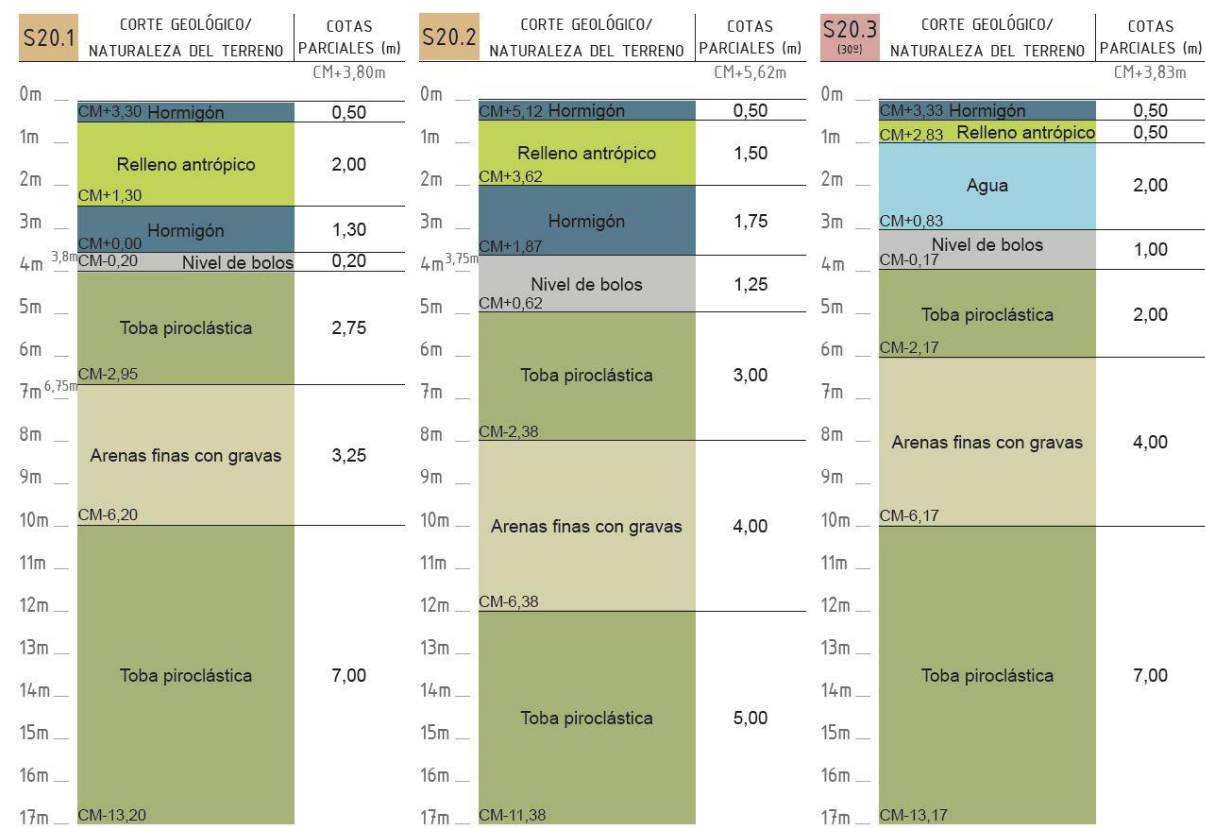 S20.1
CORTE GEOLÓGICO/
NATURALEZA DEL TERRENO
COTAS
PARCIALES (m)
CM+3,80m
0m
CM+3,30 Hormigón 0,50
1m
Relleno antrópico 2,00
2m
CM+1,30
3m
Hormigón 1,30
CM+0,00
3,8m
4m
CM-0,20 Nivel de bolos 0,20
5m
Toba piroclástica 2,75
6m
CM-2,95
7m 6,75m
8m
Arenas finas con gravas 3,25
9m
10m CM-6,20
11m
12m
13m
Toba piroclástica 7,00
14m
15m
16m
17m CM-13,20
S20.2
CORTE GEOLÓGICO/
NATURALEZA DEL TERRENO
COTAS
PARCIALES (m)
CM+5,62m
0m
CM+5,12 Hormigón 0,50
1m
Relleno antrópico 1,50
2m CM+3,62
3m Hormigón 1,75
CM+1,87
4m 3,75m
Nivel de bolos 1,25
5m CM+0,62
6m
Toba piroclástica 3,00
7m
8m CM-2,38
9m
10m Arenas finas con gravas 4,00
11m
12m CM-6,38
13m
14m
Toba piroclástica 5,00
15m
16m
17m CM-11,38
S20.3
(30º)
CORTE GEOLÓGICO/
NATURALEZA DEL TERRENO
COTAS
PARCIALES (m)
CM+3,83m
0m
CM+3,33 Hormigón 0,50
1m CM+2,83 Relleno antrópico 0,50
2m Agua 2,00
3m CM+0,83
Nivel de bolos 1,00
4m CM-0,17
5m Toba piroclástica 2,00
6m CM-2,17
7m
8m Arenas finas con gravas 4,00
9m
10m CM-6,17
11m
12m
13m
Toba piroclástica 7,00
14m
15m
16m
17m CM-13,17